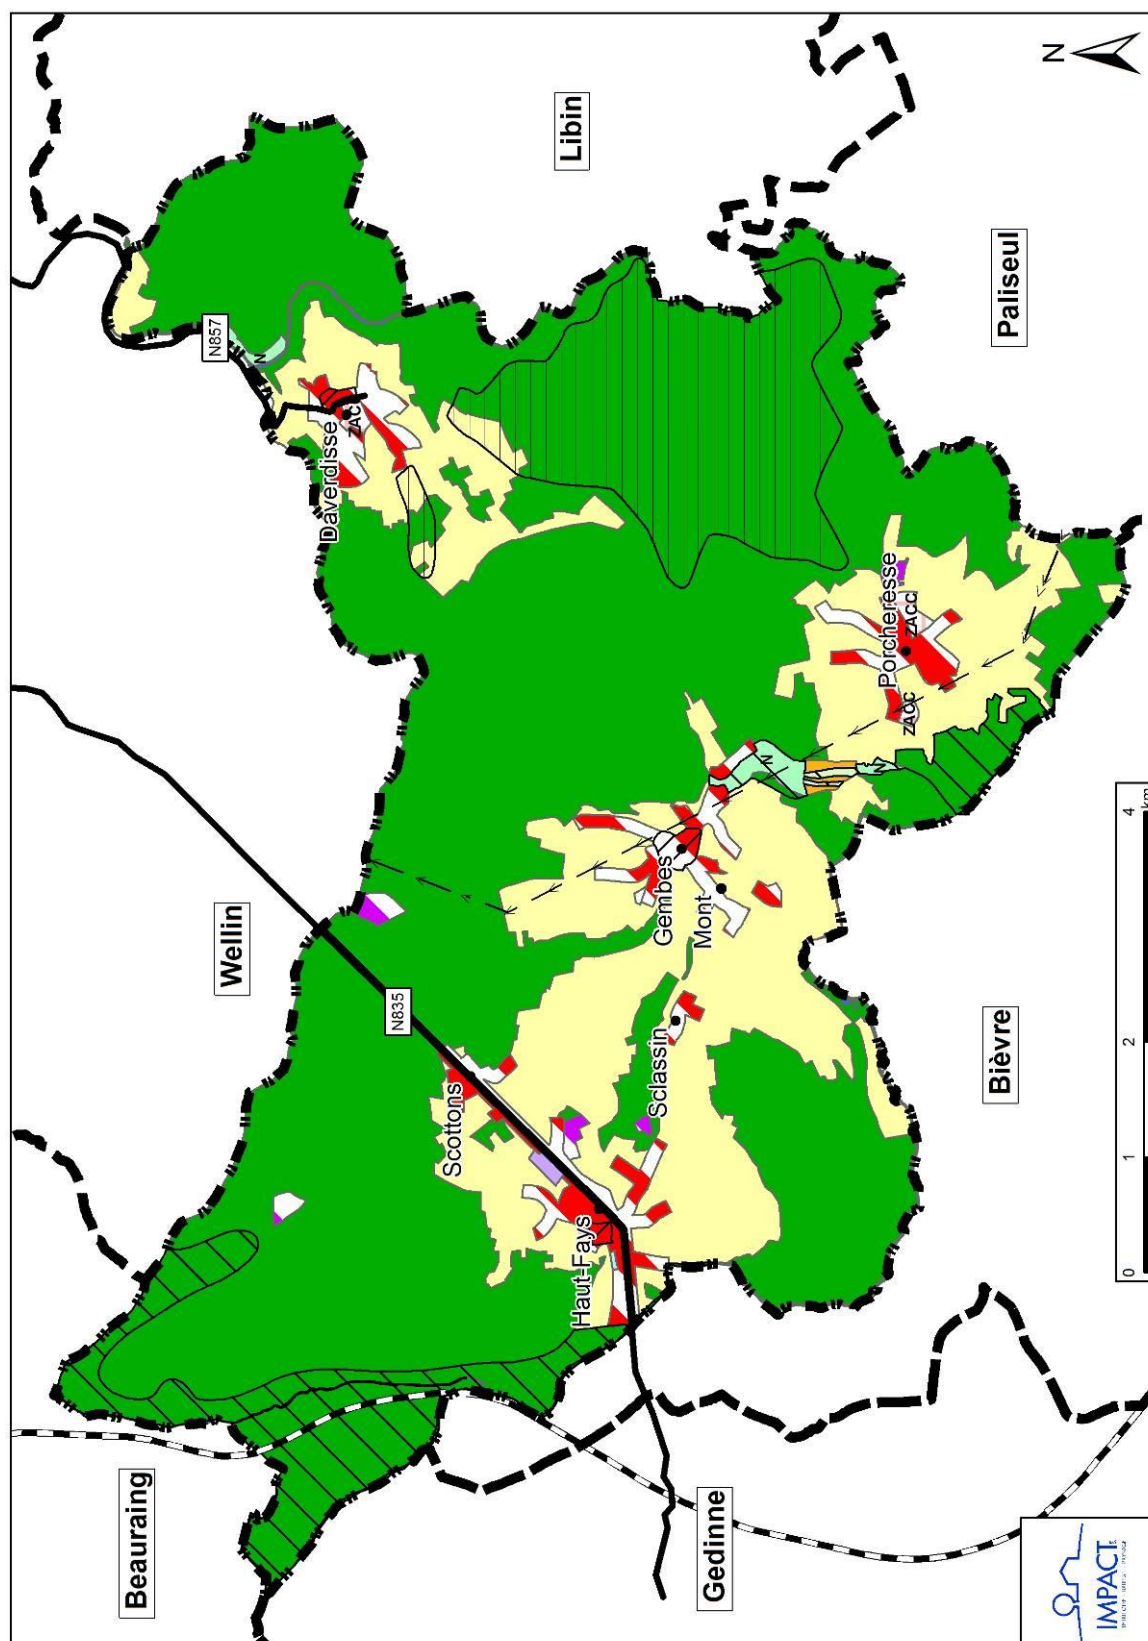 Beauraing
N857
Wellin
N
Daverdisse
ZAC
N835
Scottons
Libin
Haut-Fays
Sclassin
Gembes
Mont
Gedinne
N
N
Porcheresse
ZACC
ZACC
Bièvre
Paliseul
N
IMPACT
0 1 2 4
km